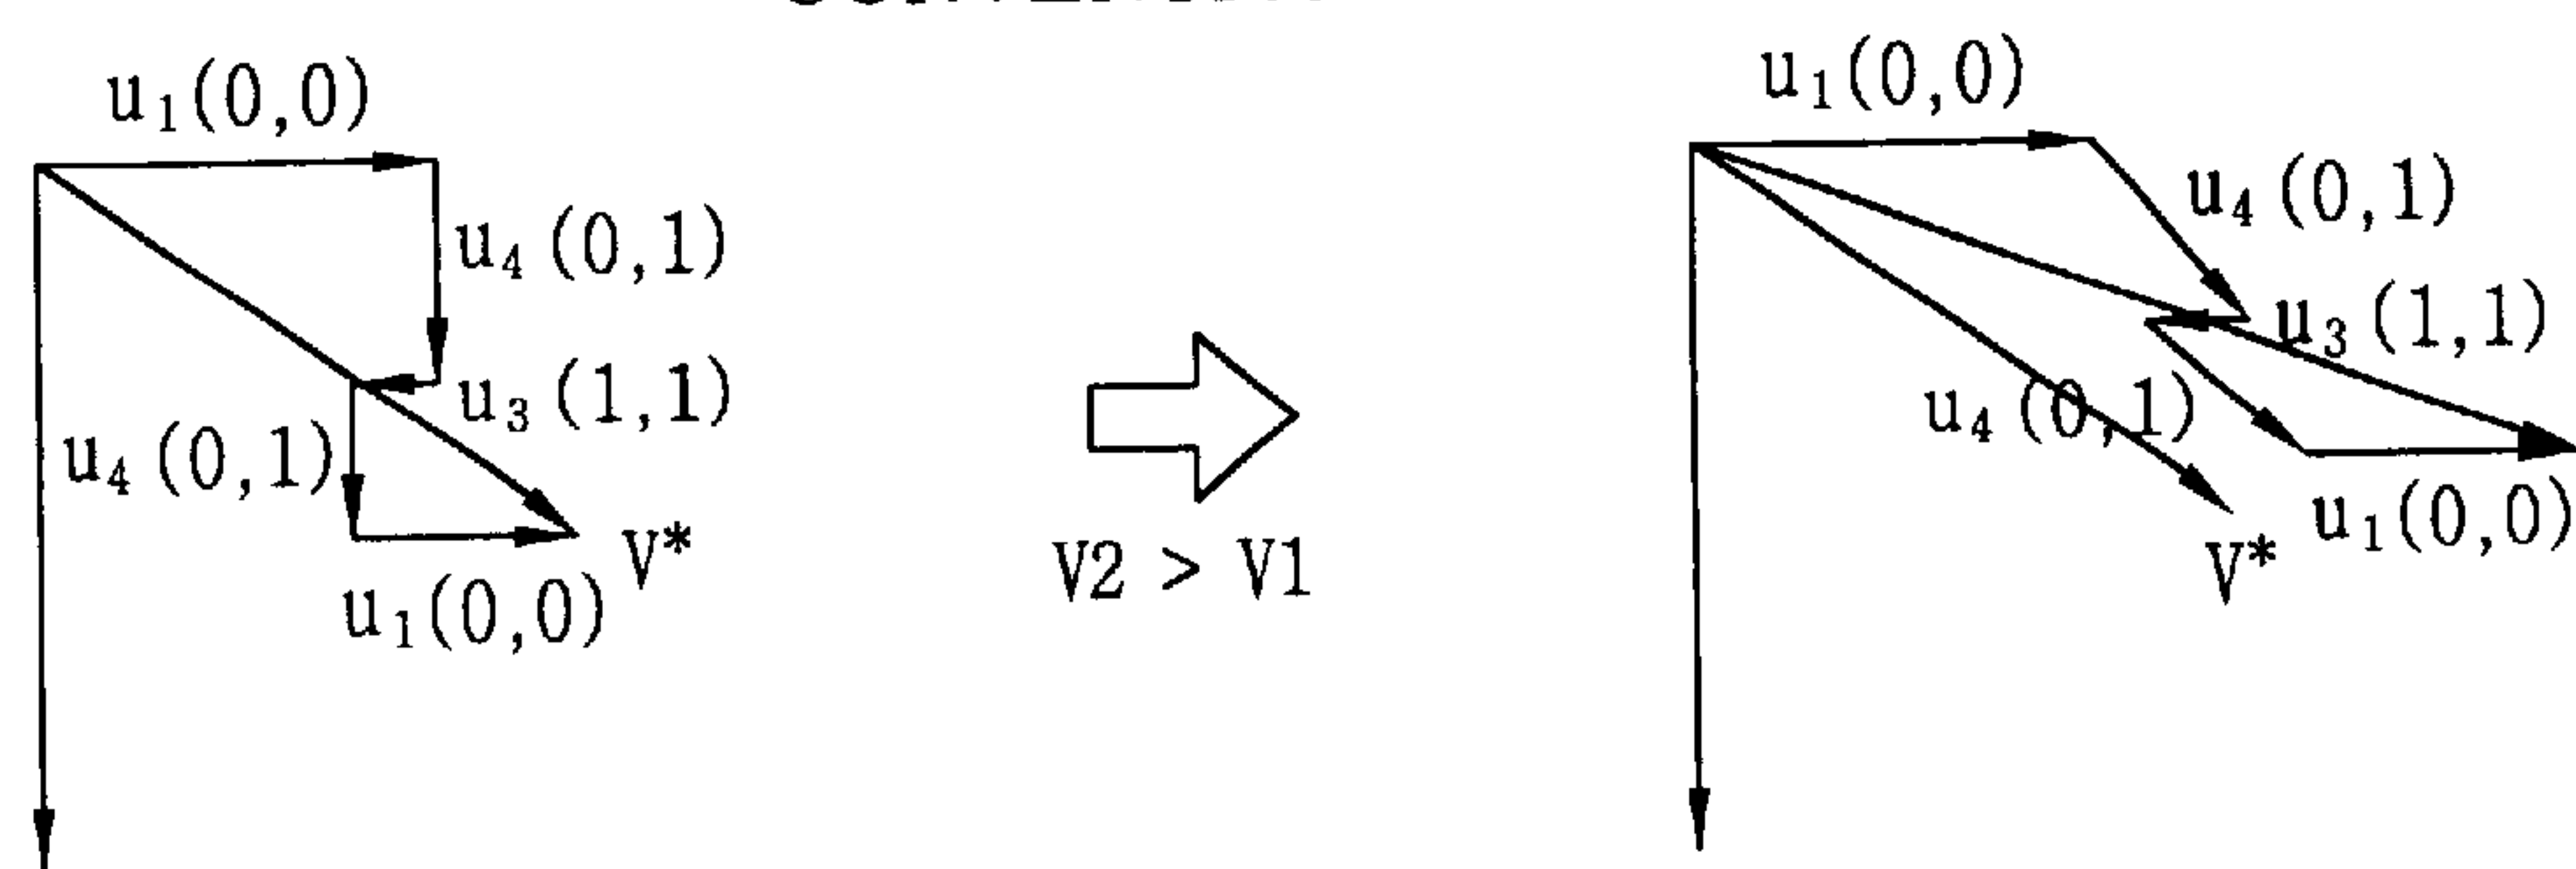 u₁(0,0)
u₄(0,1)
u₃(1,1)
u₄(0,1)
u₁(0,0)
V*
V2 > V1
u₁(0,0)
u₄(0,1)
u₃(1,1)
u₄(0,1)
u₁(0,0)
V*